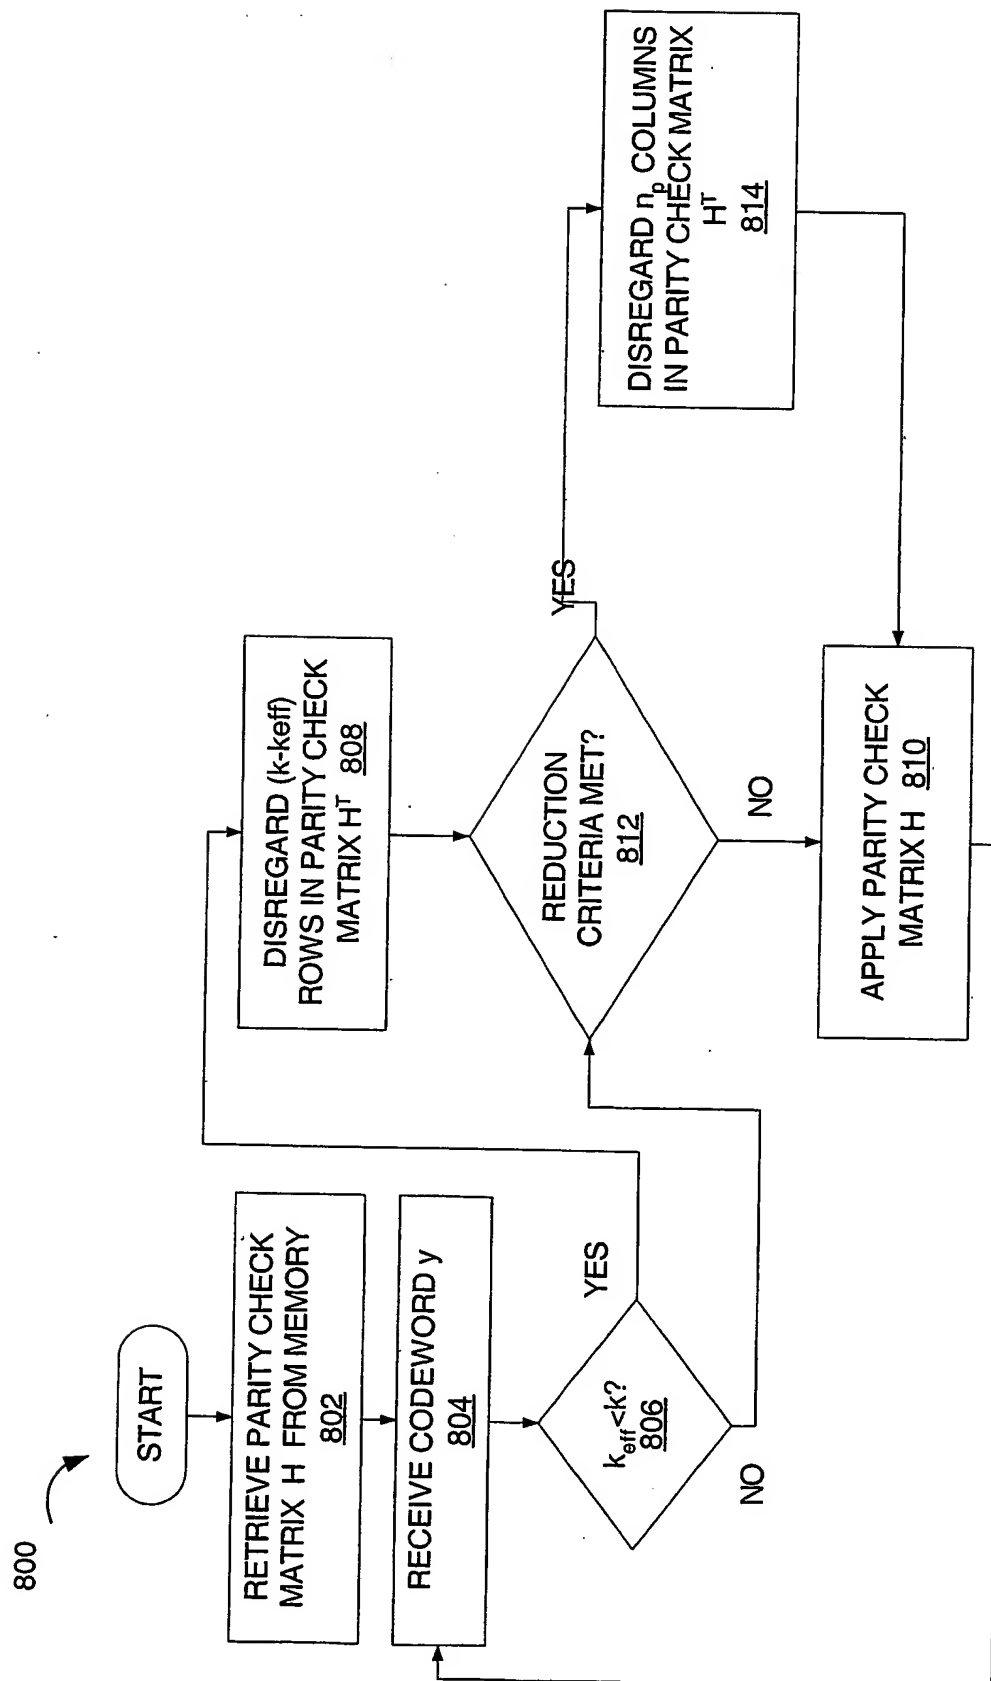 800
START
RETRIEVE PARITY CHECK
MATRIX H FROM MEMORY
802
RECEIVE CODEWORD y
804
k_eff<k?
806
YES
NO
DISREGARD (k-keff)
ROWS IN PARITY CHECK
MATRIX H^T 808
REDUCTION
CRITERIA MET?
812
YES
NO
APPLY PARITY CHECK
MATRIX H 810
DISREGARD n_p COLUMNS
IN PARITY CHECK MATRIX
H^T
814